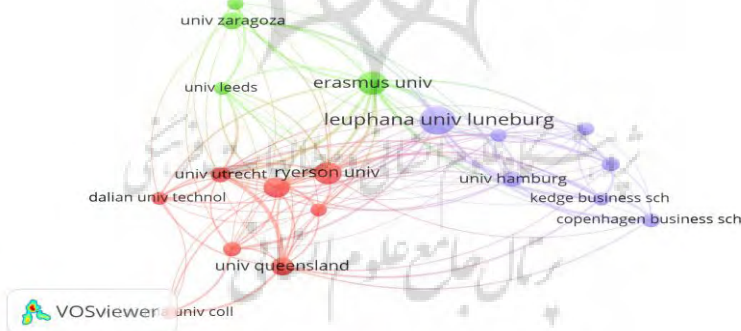 univ zaragoza
univ leeds
erasmus univ
leuphana univ luneburg
univ utrecht
ryerson univ
univ hamburg
dalian univ technol
kedge business sch
copenhagen business sch
univ queensland
VOSviewer
univ coll